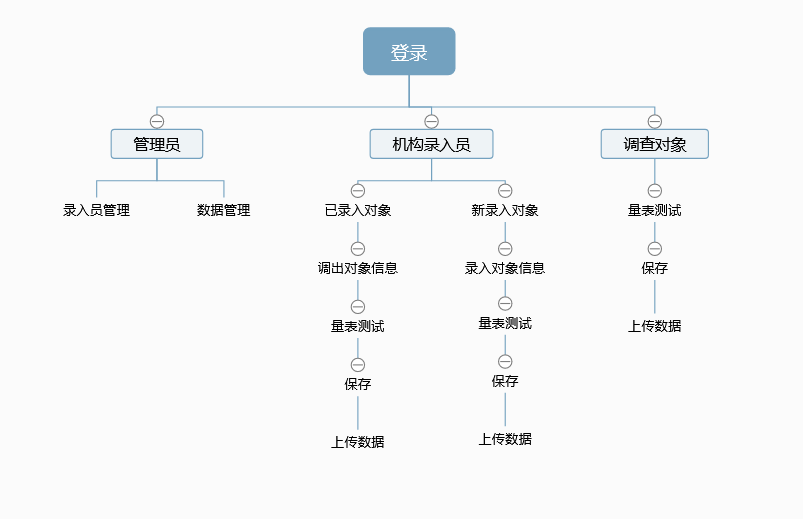 登录
管理员
机构录入员
调查对象
录入员管理
数据管理
已录入对象
新录入对象
量表测试
调出对象信息
录入对象信息
保存
量表测试
量表测试
上传数据
保存
保存
上传数据
上传数据